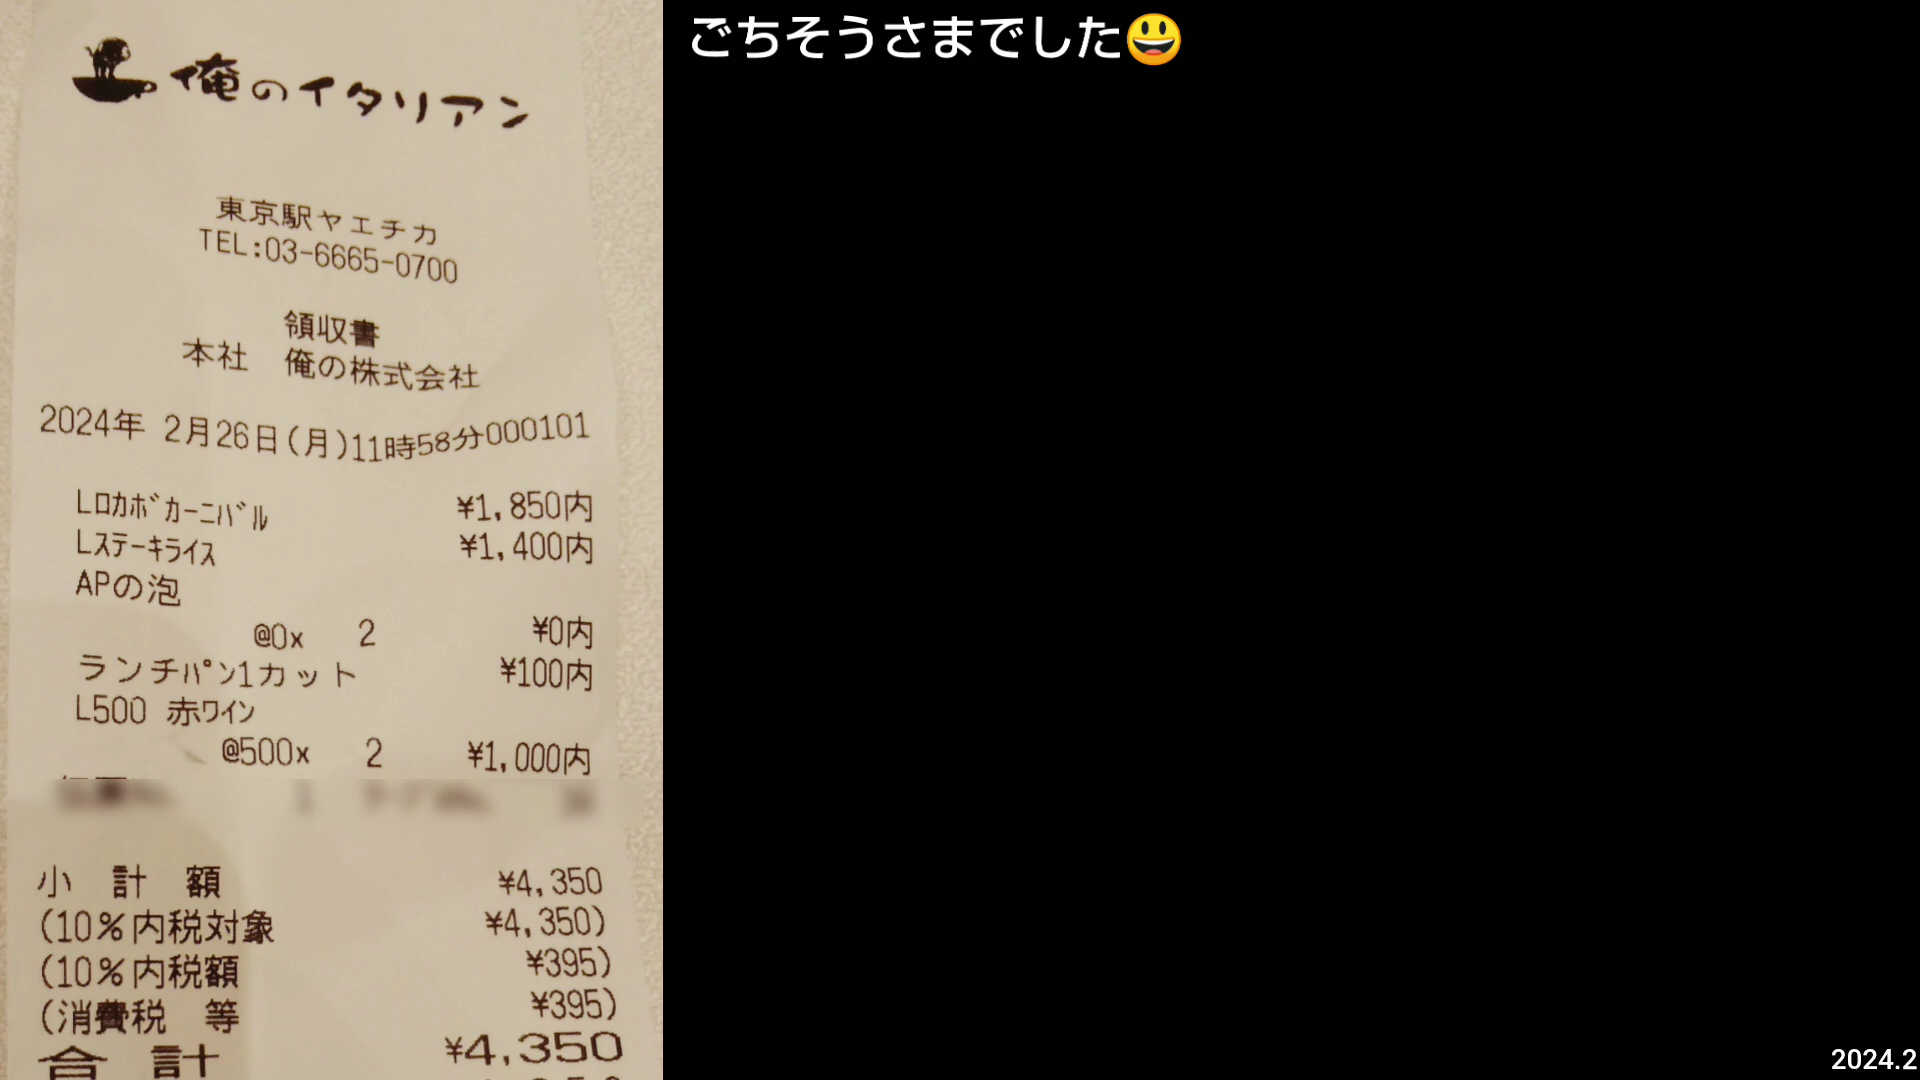 俺のイタリアン
東京駅ヤエチカ
TEL:03-6665-0700
領収書
本社 俺の株式会社
2024年 2月26日(月)11時58分000101
Lﾛｶﾎﾞｶｰﾆﾊﾞﾙ ¥1,850内
Lｽﾃｰｷﾗｲｽ ¥1,400内
APの泡
@0x 2 ¥0内
ランチﾊﾟﾝ1カット ¥100内
L500 赤ﾜｲﾝ
@500x 2 ¥1,000内
小 計 額 ¥4,350
(10%内税対象 ¥4,350)
(10%内税額 ¥395)
(消費税 等 ¥395)
合 計 ¥4,350
ごちそうさまでした😃
2024.2